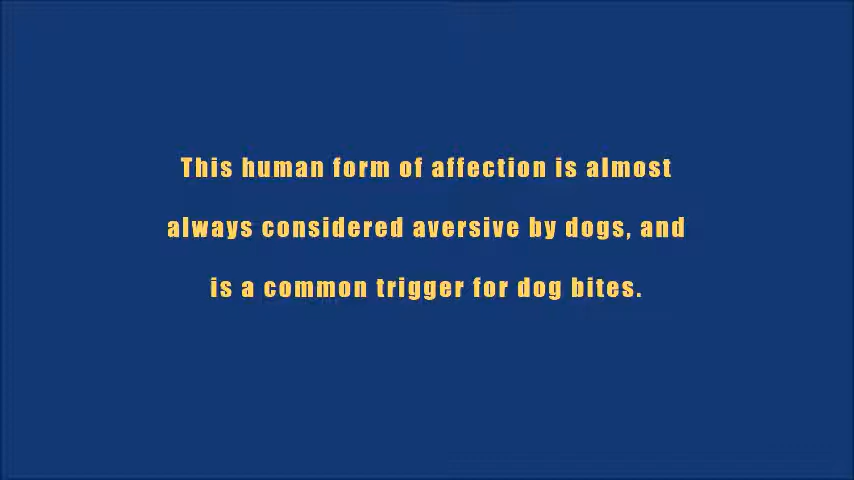 This human form of affection is almost
always considered aversive by dogs, and
is a common trigger for dog bites.